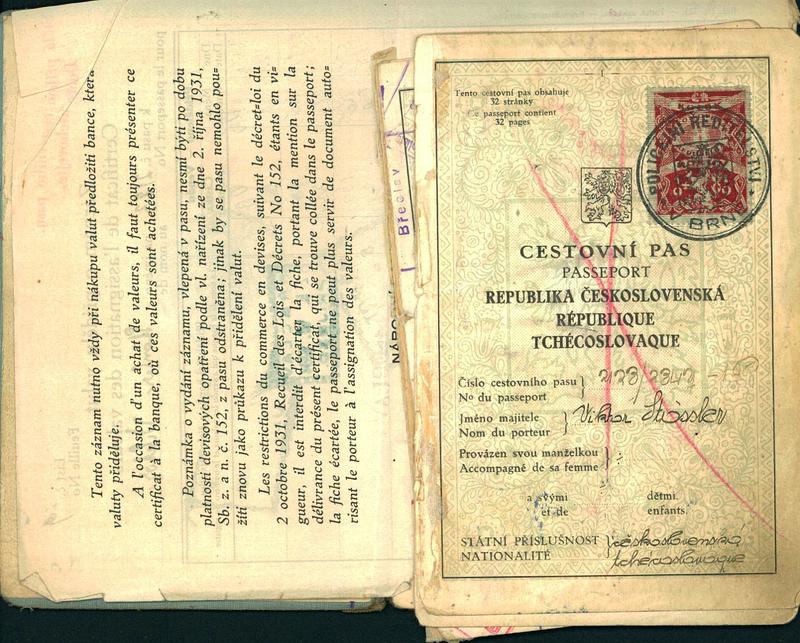 Tento záznam nutno vždy při nákupu valut předložiti bance, která
valuty přiděluje.
A l'occasion d'un achat de valeurs, il faut toujours présenter ce
certificat à la banque, où ces valeurs sont achetées.
Poznámka o vydání záznamu, vlepená v pasu, nesmí býti po dobu
platnosti devisových opatření podle vl. nařízení ze dne 2. října 1931,
Sb. z. a n. č. 152, z pasu odstraněna; jinak by se pasu nemohlo pou=
žíti znovu jako průkazu k přidělení valut.
Les restrictions du commerce en devises, suivant le décret=loi du
2 octobre 1931, Recueil des Lois et Décrets No 152, étants en vi=
gueur, il est interdit d'écarter la fiche, portant la mention sur la
délivrance du présent certificat, qui se trouve collée dans le passeport;
la fiche écartée, le passeport ne peut plus servir de document auto=
risant le porteur à l'assignation des valeurs.
Břeclav
NÁRO
Tento cestovní pas obsahuje
32 stránky
Ce passeport contient
32 pages
POLICEJNÍ ŘEDITELSTVÍ
BRNĚ
CESTOVNÍ PAS
PASSEPORT
REPUBLIKA ČESKOSLOVENSKÁ
RÉPUBLIQUE
TCHÉCOSLOVAQUE
Číslo cestovního pasu
No du passeport
Jméno majitele
Nom du porteur
Viktor Stössler
Provázen svou manželkou
Accompagné de sa femme
a svými dětmi.
et de enfants.
STÁTNÍ PŘÍSLUŠNOST
NATIONALITÉ
československá
tchécoslovaque